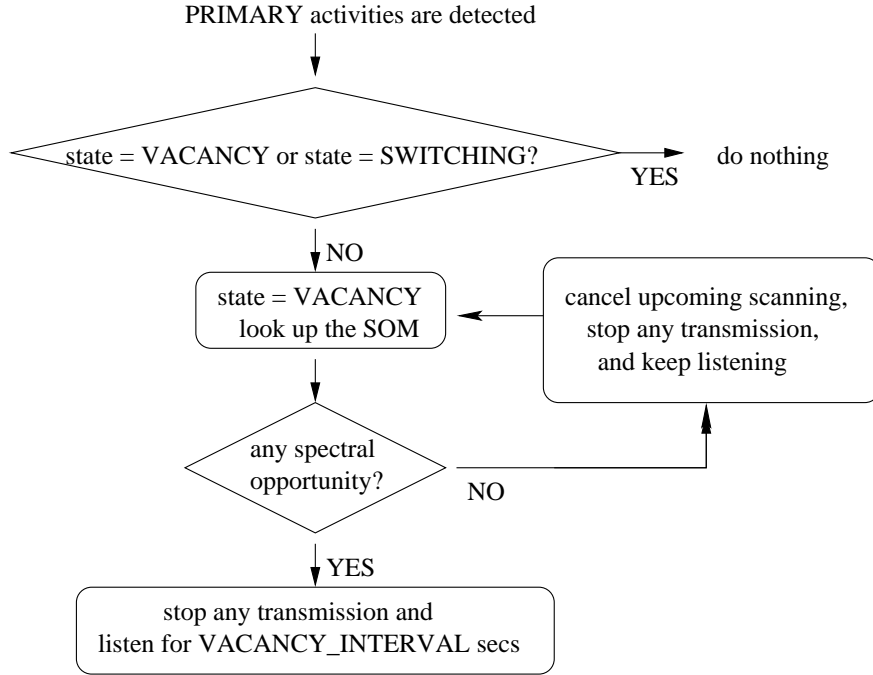 PRIMARY activities are detected
state = VACANCY or state = SWITCHING?
YES
do nothing
NO
state = VACANCY
look up the SOM
cancel upcoming scanning,
stop any transmission,
and keep listening
any spectral
opportunity?
NO
YES
stop any transmission and
listen for VACANCY_INTERVAL secs